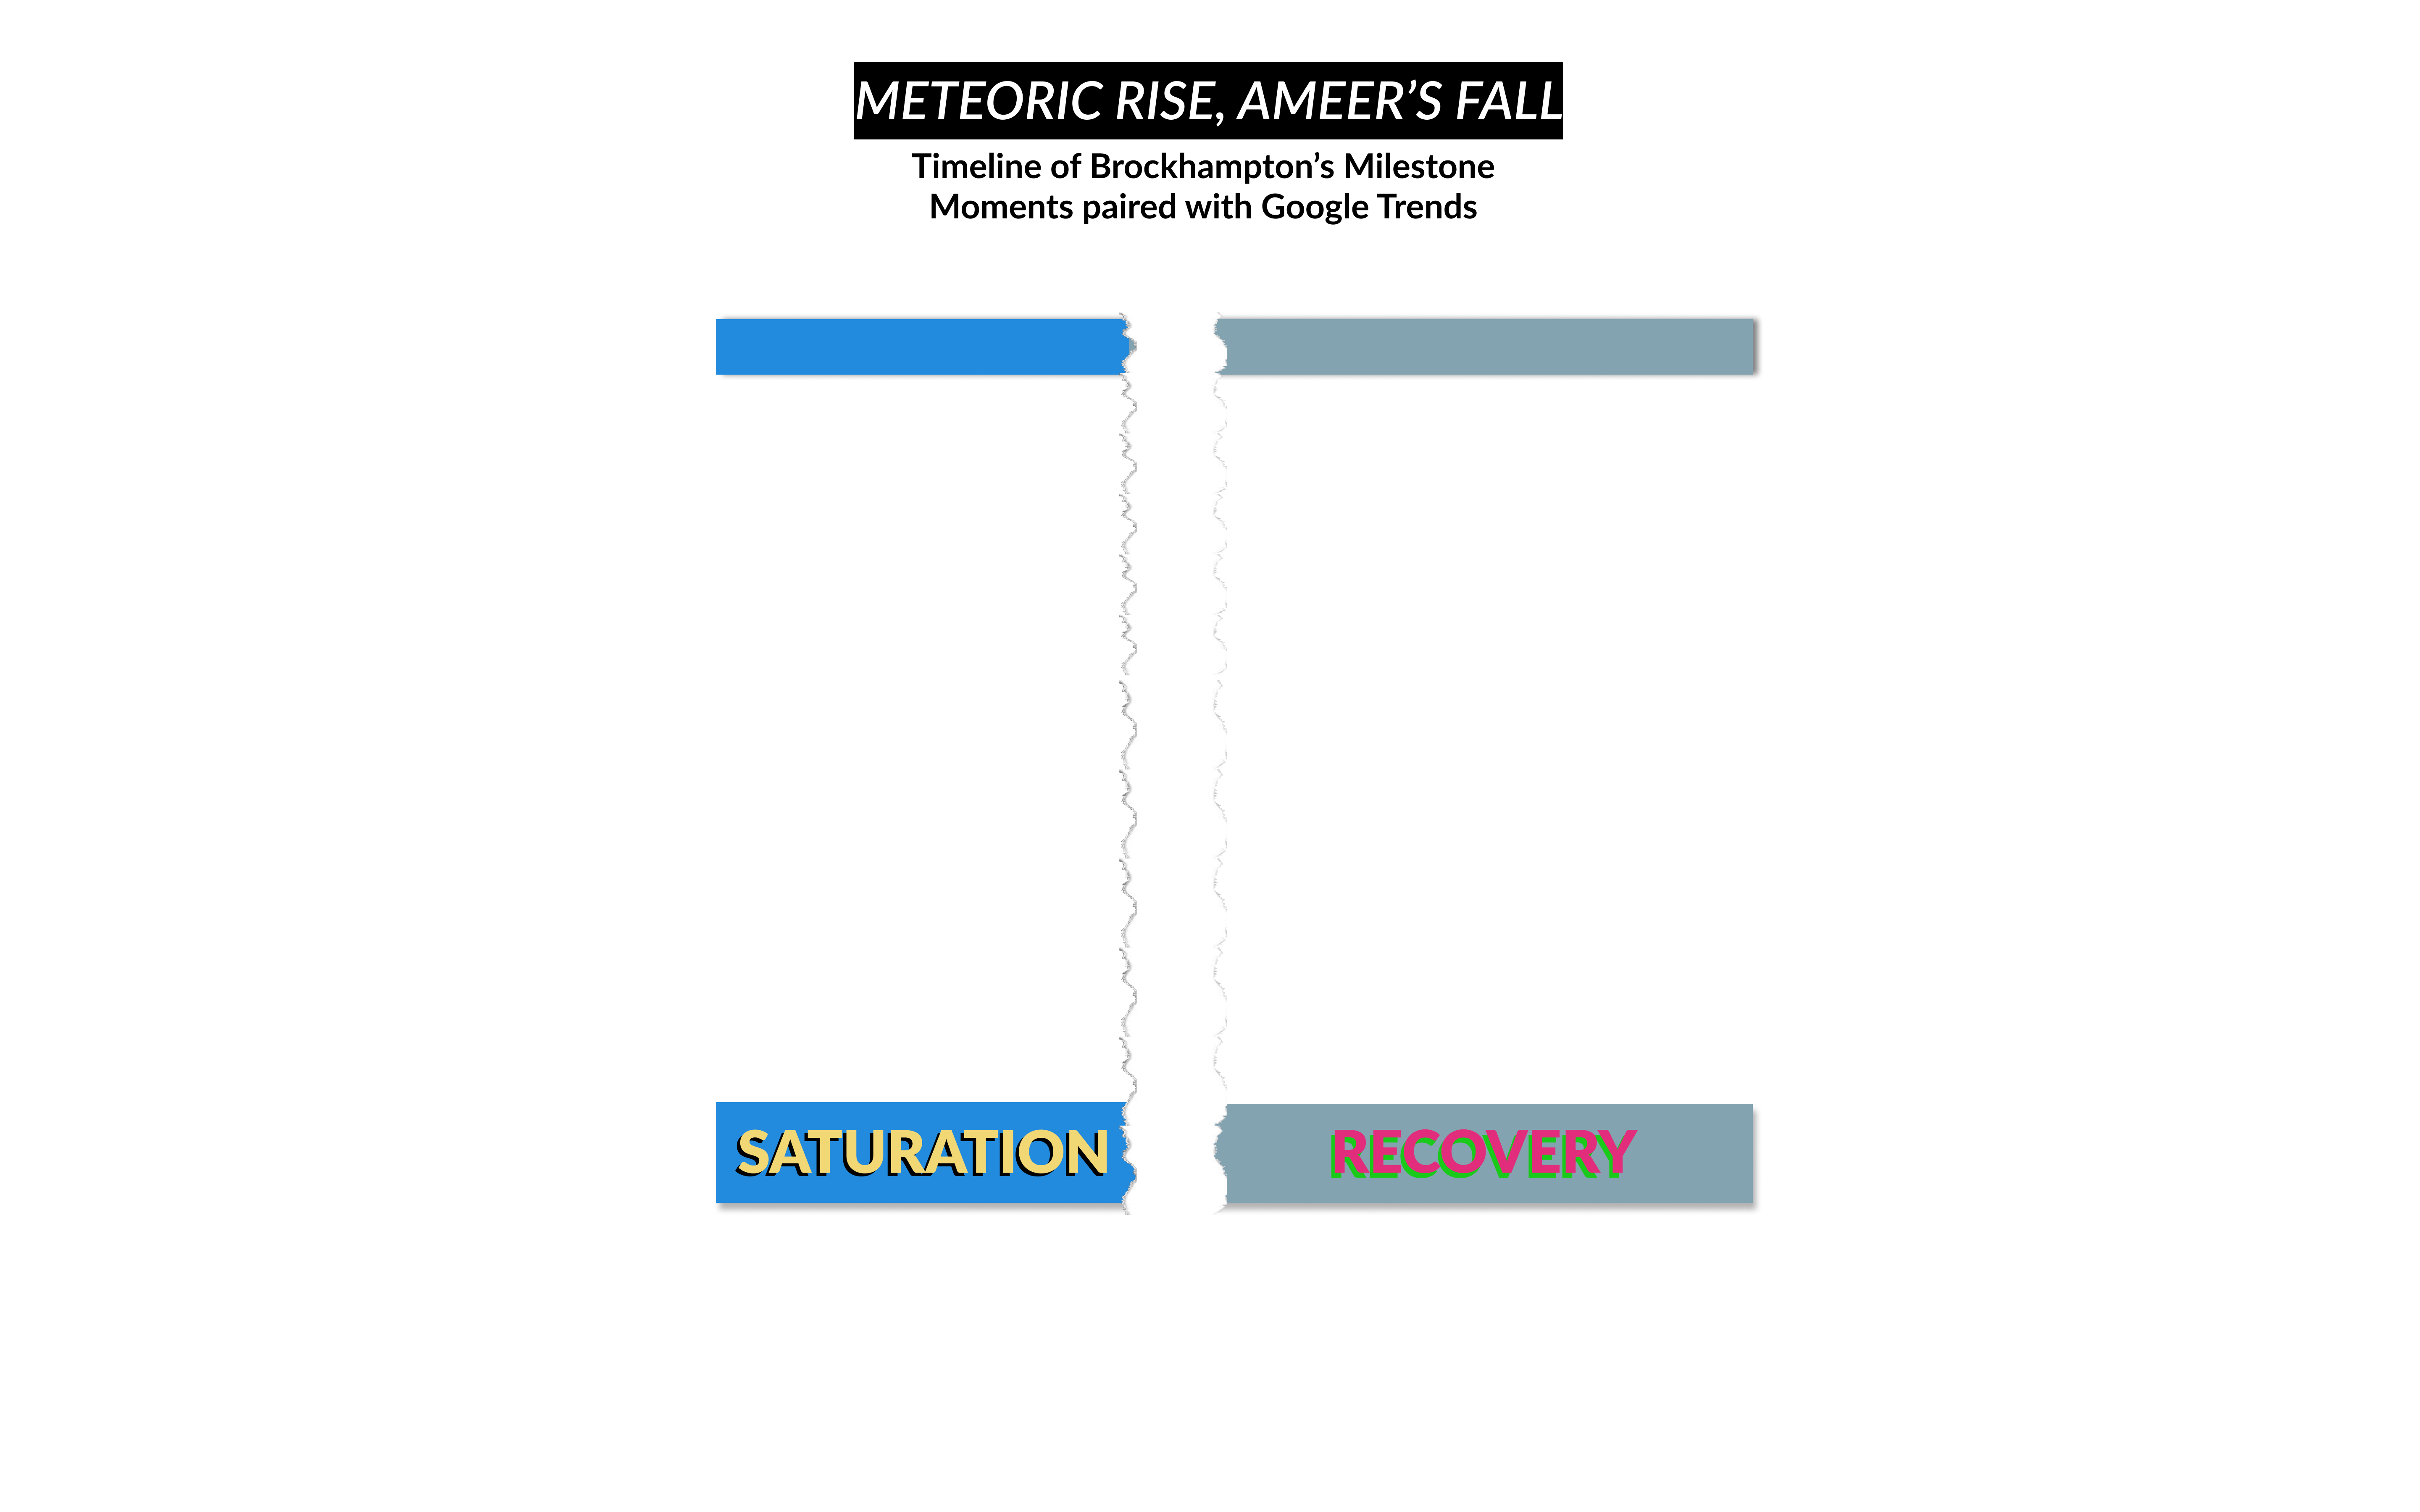 METEORIC RISE, AMEER’S FALL
Timeline of Brockhampton’s Milestone
Moments paired with Google Trends
SATURATION
RECOVERY